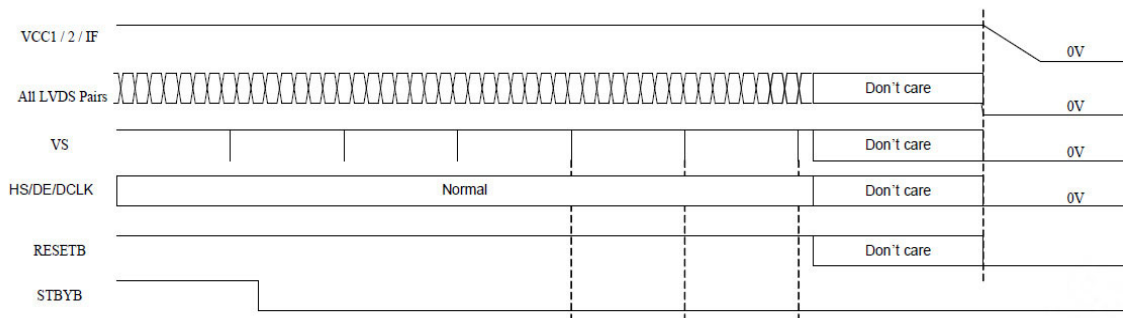 VCC1 / 2 / IF
0V
All LVDS Pairs
Don't care
0V
VS
Don't care
0V
HS/DE/DCLK
Normal
Don't care
0V
RESETB
Don't care
STBYB